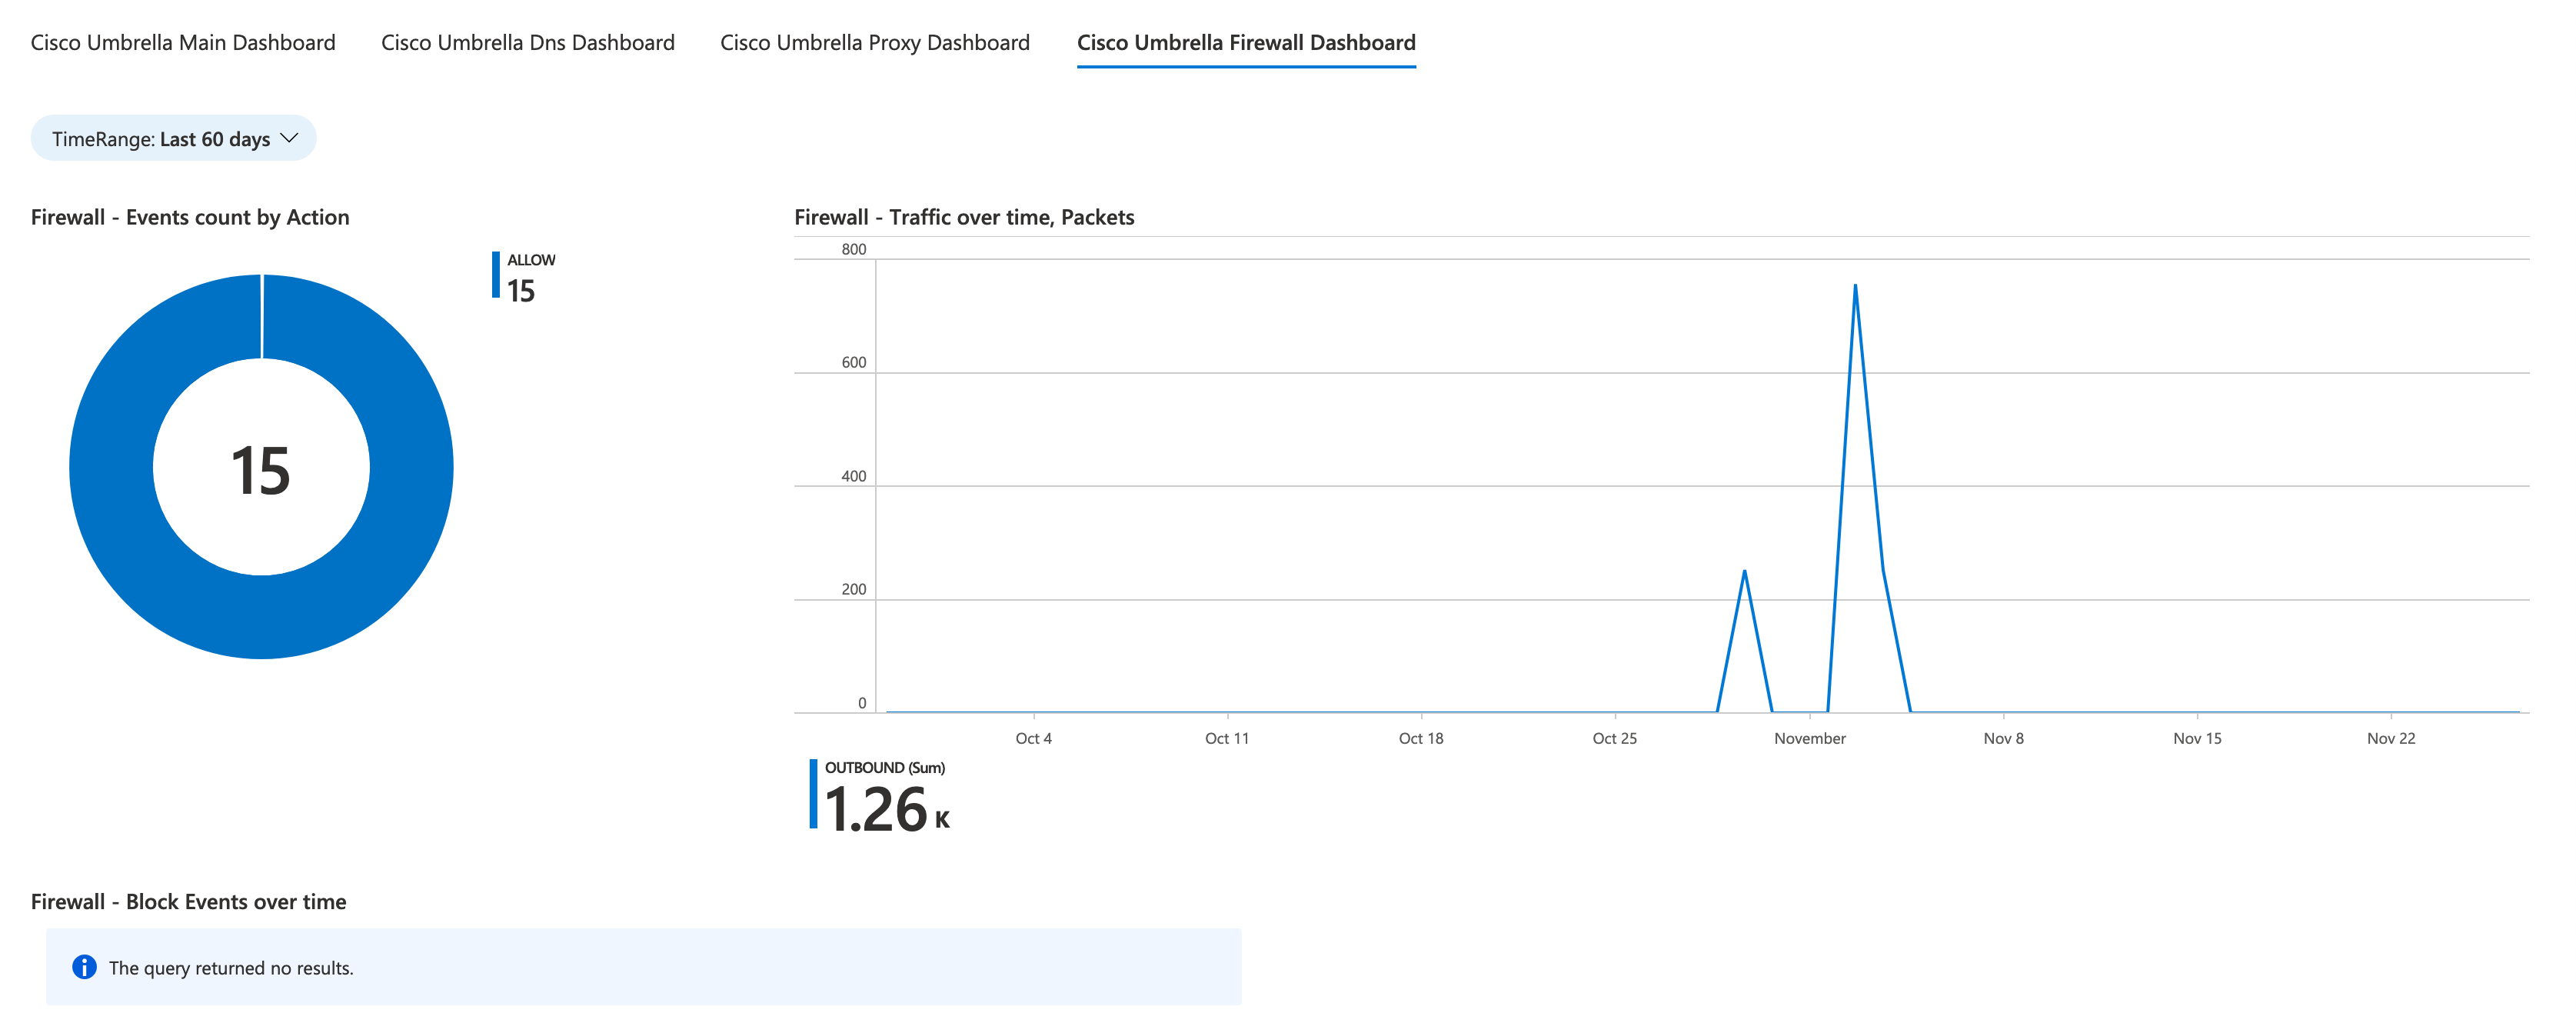 Cisco Umbrella Main Dashboard
Cisco Umbrella Dns Dashboard
Cisco Umbrella Proxy Dashboard
Cisco Umbrella Firewall Dashboard
TimeRange: Last 60 days
Firewall - Events count by Action
ALLOW
15
15
Firewall - Traffic over time, Packets
800
600
400
200
0
Oct 4
Oct 11
Oct 18
Oct 25
November
Nov 8
Nov 15
Nov 22
OUTBOUND (Sum)
1.26 K
Firewall - Block Events over time
The query returned no results.